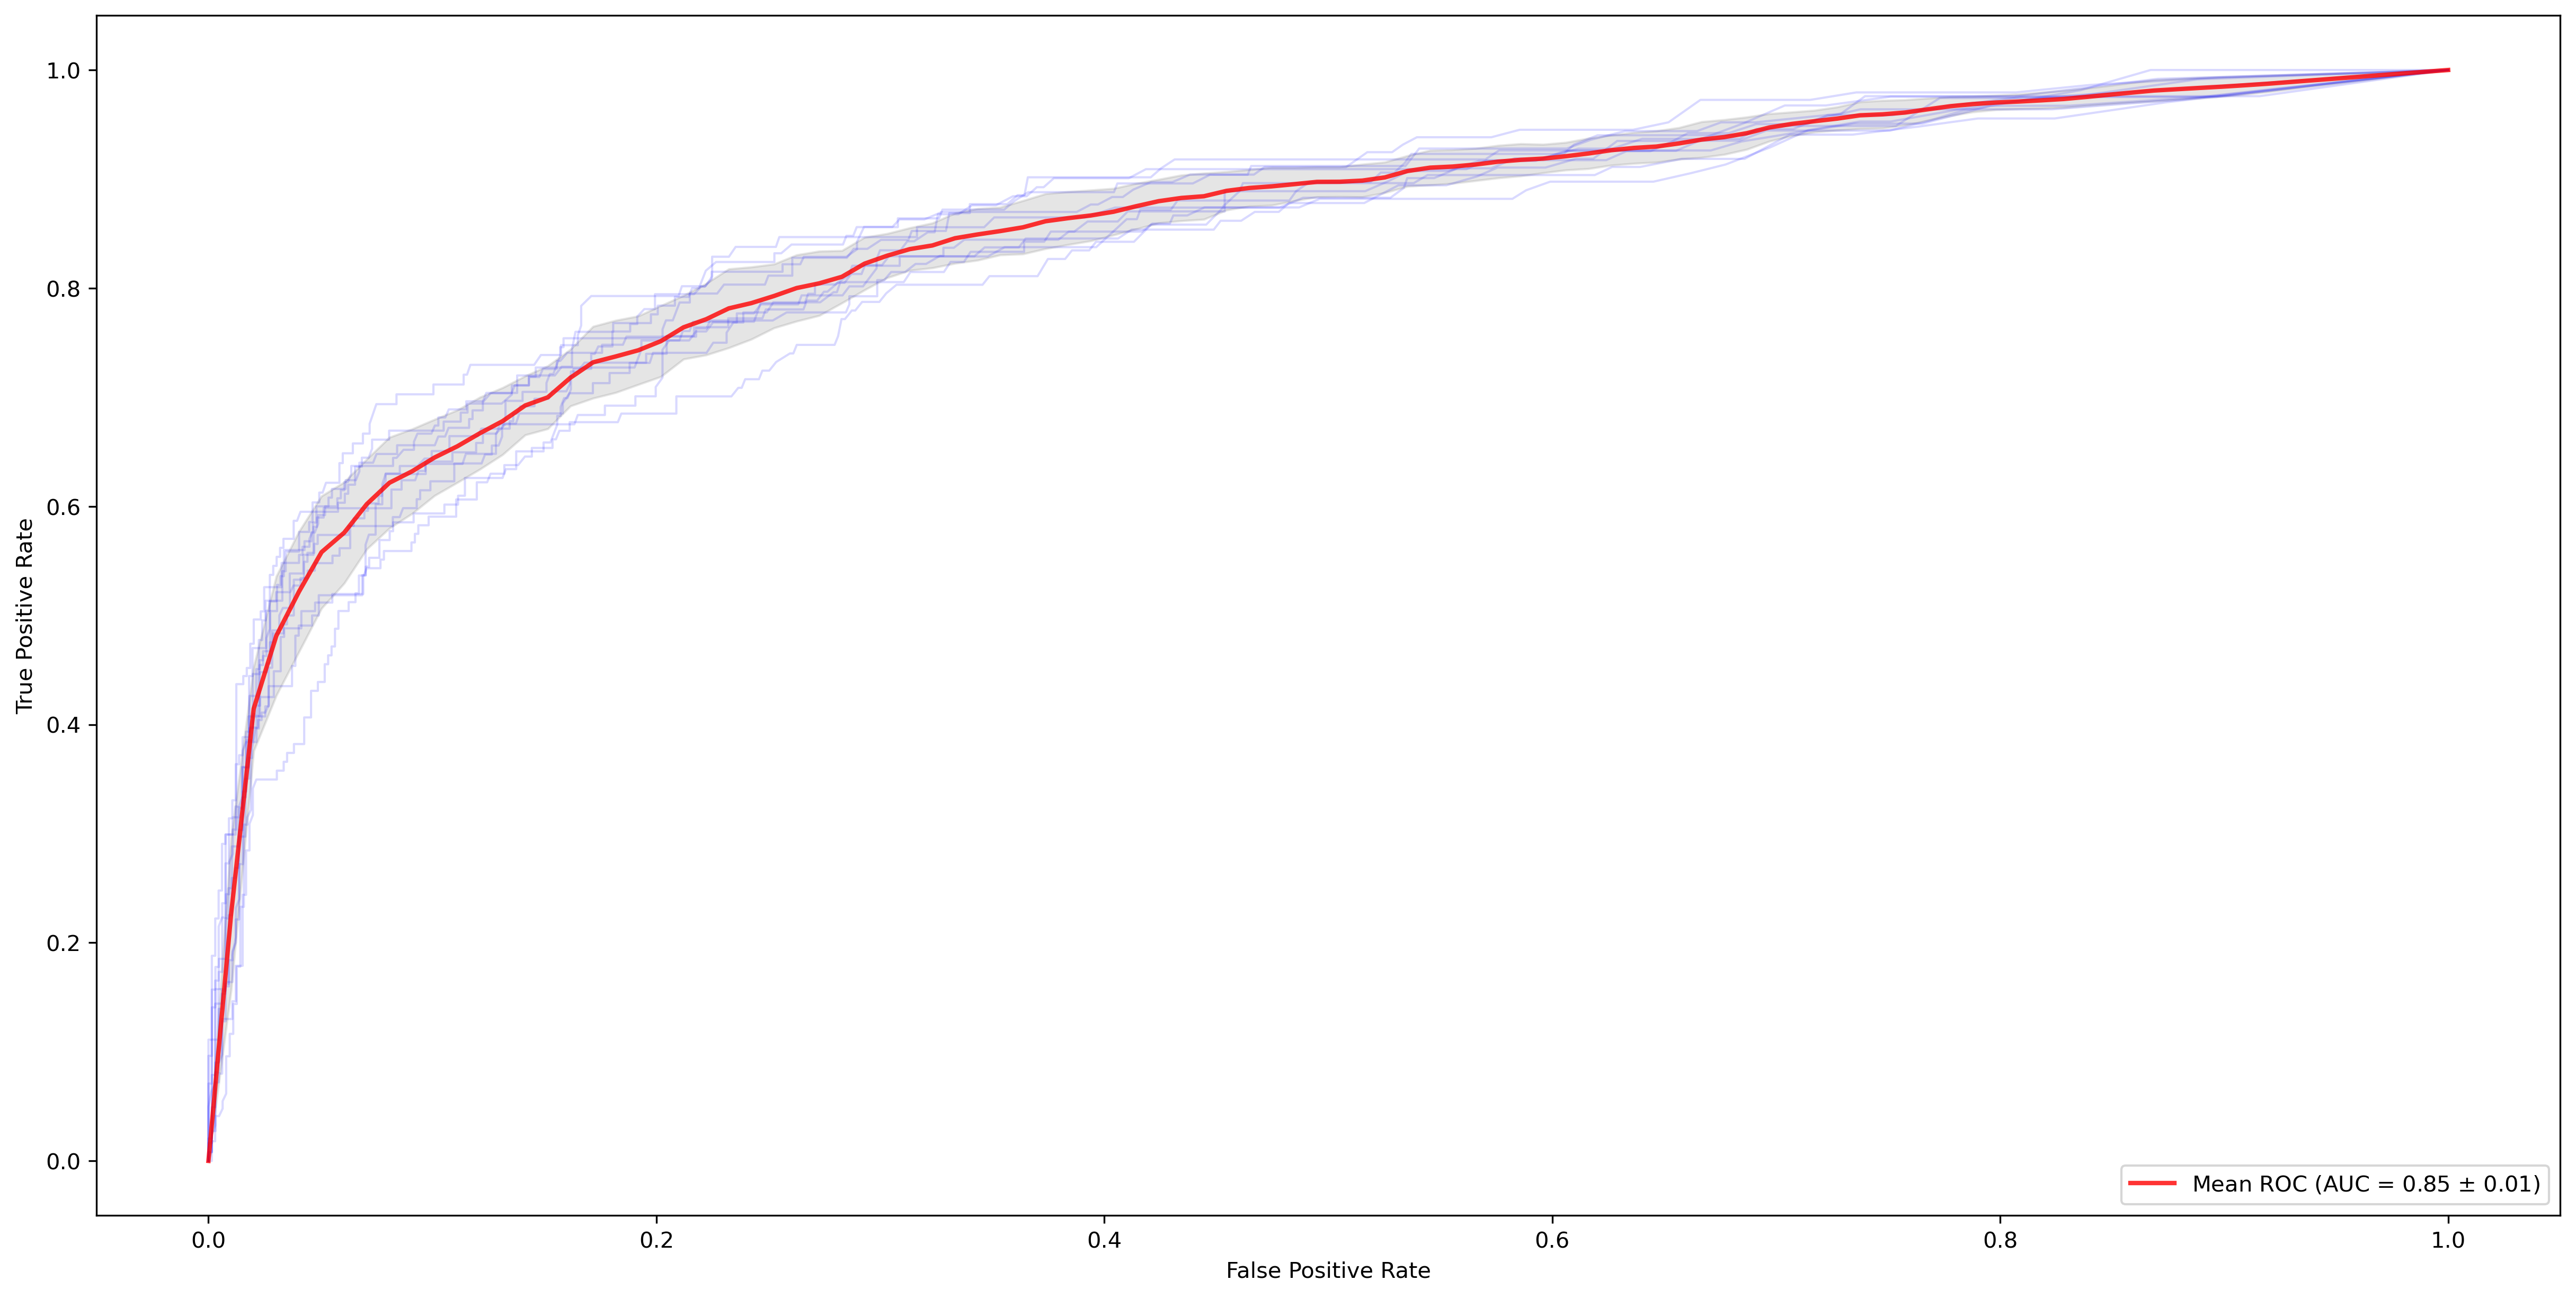 1.0
0.8
0.6
0.4
0.2
0.0
True Positive Rate
Mean ROC (AUC = 0.85 ± 0.01)
0.0 0.2 0.4 0.6 0.8 1.0
False Positive Rate